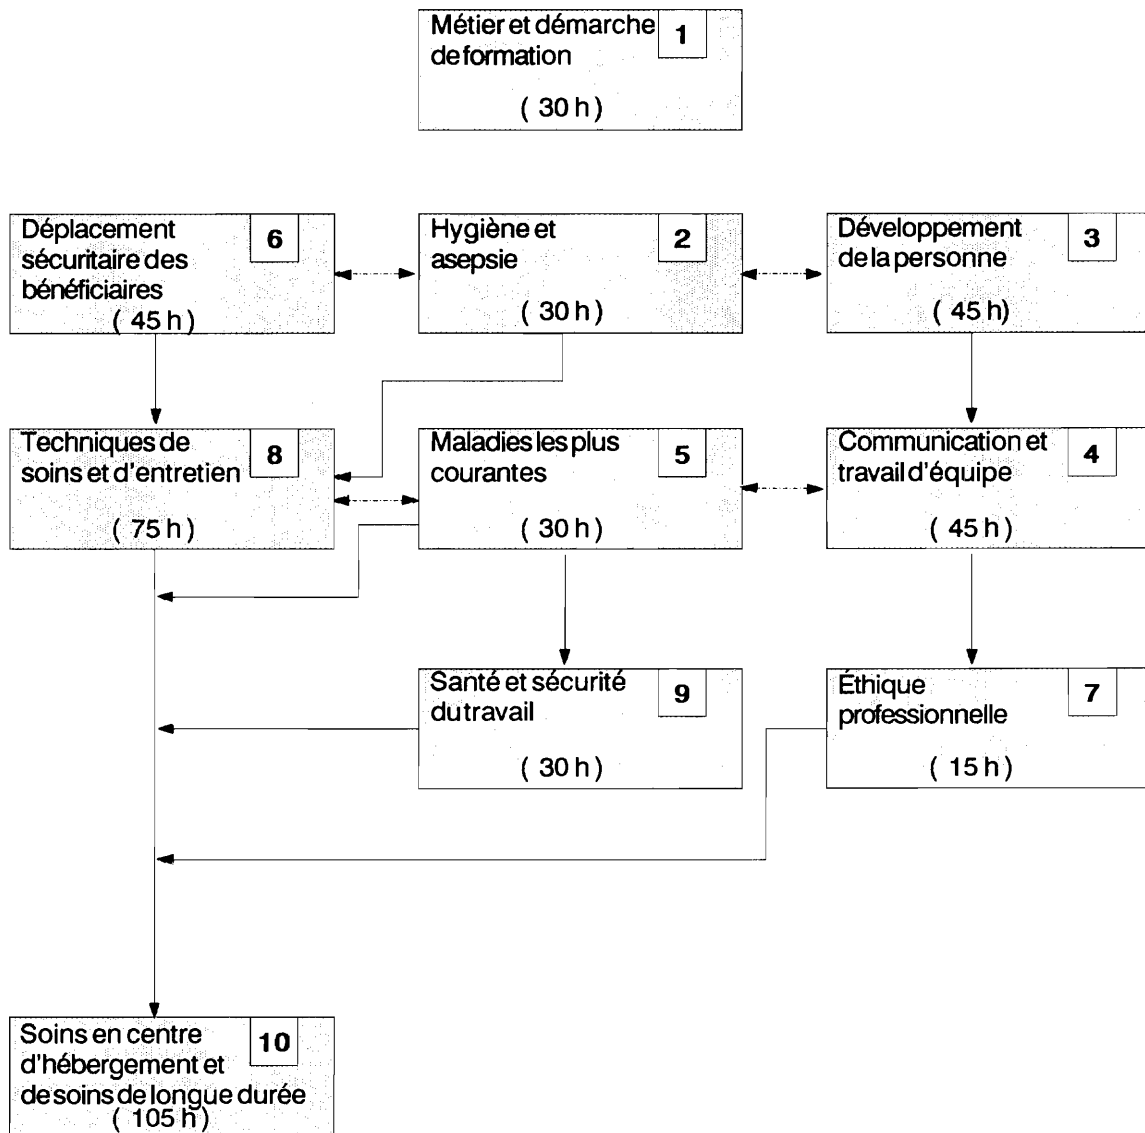 Métier et démarche
de formation
1
( 30 h )
Déplacement
sécuritaire des
bénéficiaires
6
( 45 h )
Hygiène et
asepsie
2
( 30 h )
Développement
de la personne
3
( 45 h )
Techniques de
soins et d'entretien
8
( 75 h )
Maladies les plus
courantes
5
( 30 h )
Communication et
travail d'équipe
4
( 45 h )
Santé et sécurité
du travail
9
( 30 h )
Éthique
professionnelle
7
( 15 h )
Soins en centre
d'hébergement et
de soins de longue durée
10
( 105 h )